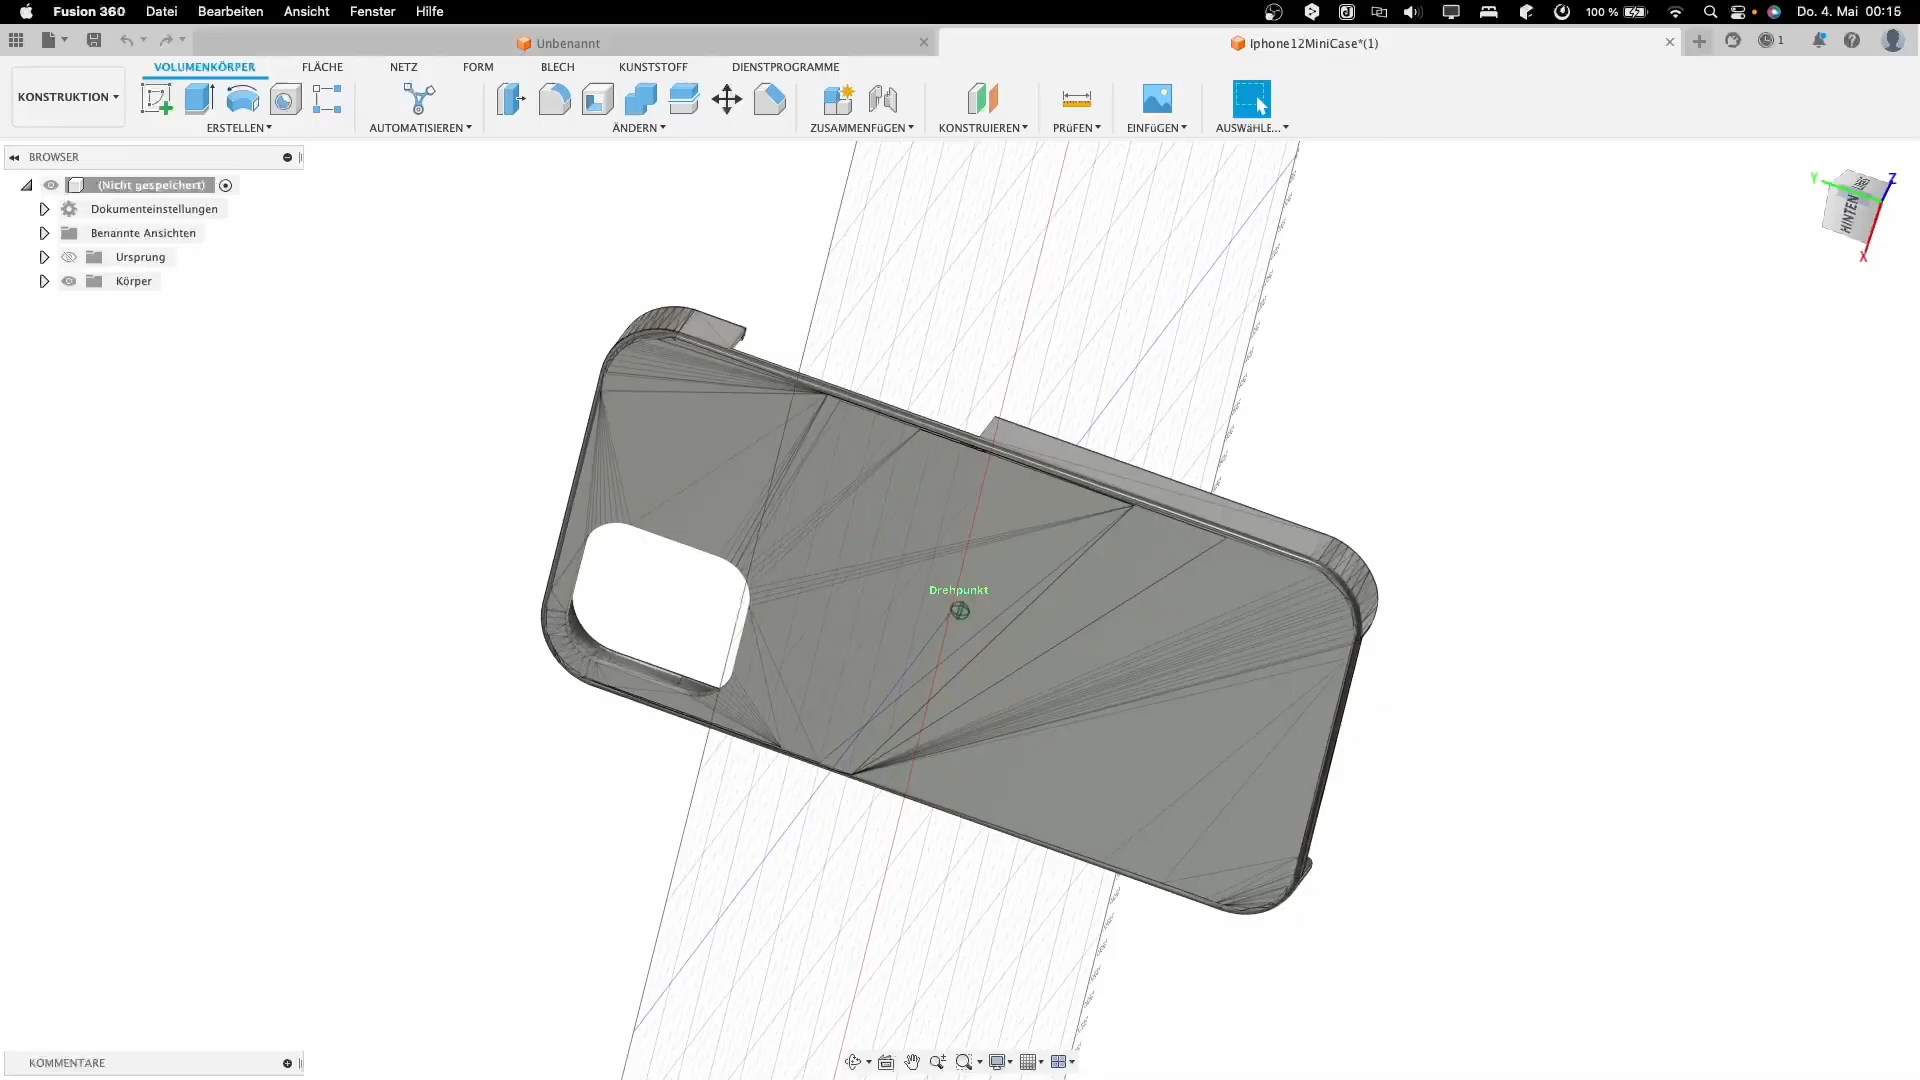 Fusion 360 Datei Bearbeiten Ansicht Fenster Hilfe 100 % Do. 4. Mai 00:15
Unbenannt Iphone12MiniCase*(1) 1
VOLUMENKÖRPER FLÄCHE NETZ FORM BLECH KUNSTSTOFF DIENSTPROGRAMME
KONSTRUKTION
ERSTELLEN AUTOMATISIEREN ÄNDERN ZUSAMMENFÜGEN KONSTRUIEREN PRÜFEN EINFÜGEN AUSWÄHLE...
BROWSER
(Nicht gespeichert)
Dokumenteinstellungen
Benannte Ansichten
Ursprung
Körper
Y Z
HINTEN
X
Drehpunkt
KOMMENTARE